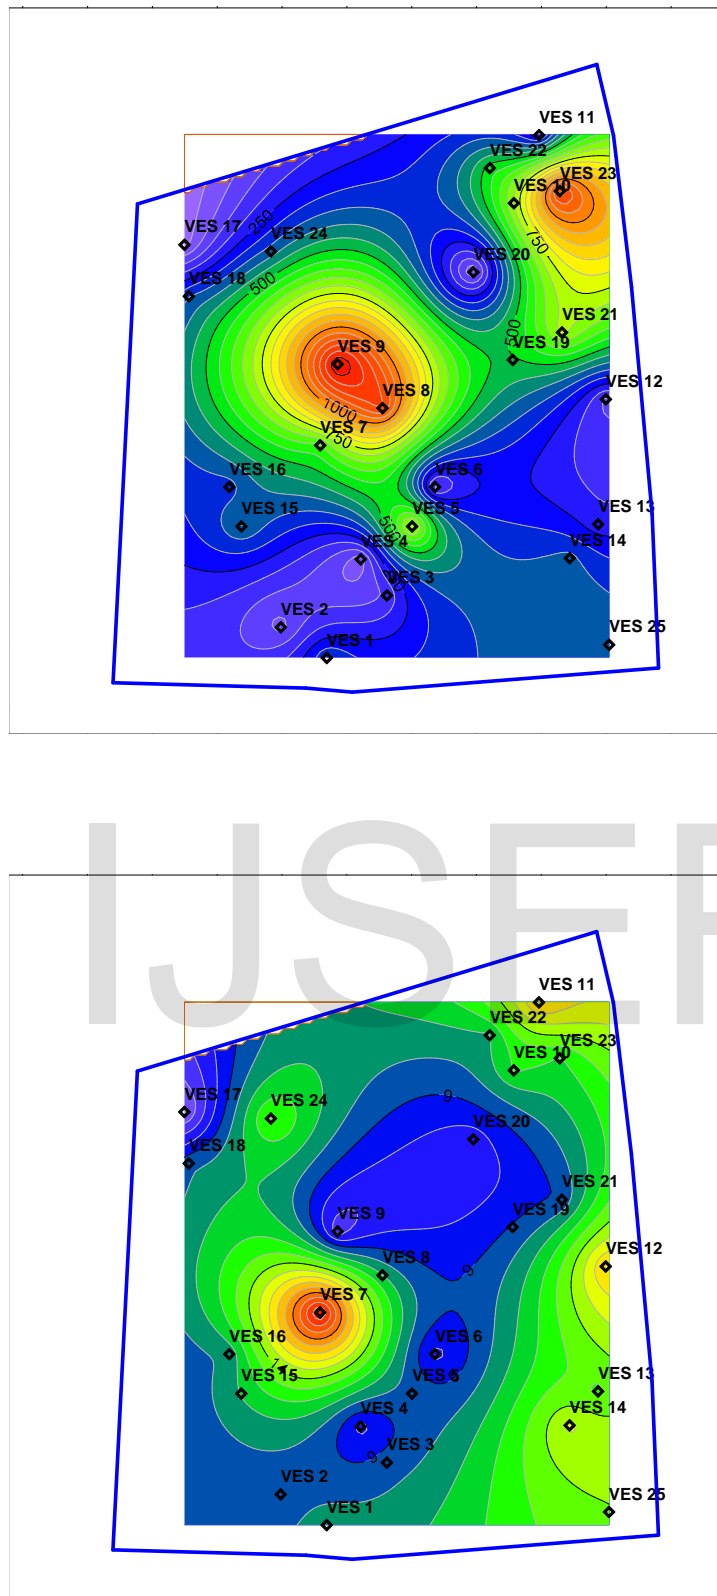 VES 11
VES 22
VES 23
VES 10
250
VES 17
750
VES 24
VES 20
500
VES 18
VES 21
500
VES 19
VES 9
VES 12
VES 8
1000
VES 7
750
VES 16
VES 6
VES 15
VES 5
VES 13
500
VES 4
VES 14
VES 3
VES 2
VES 1
VES 25
IJSER
VES 11
VES 22
VES 23
VES 10
9
VES 17
VES 24
VES 20
VES 18
VES 21
VES 9
VES 19
VES 12
VES 8
9
VES 7
VES 16
14
VES 6
VES 15
VES 5
VES 13
VES 4
VES 14
9
VES 3
VES 2
VES 1
VES 25